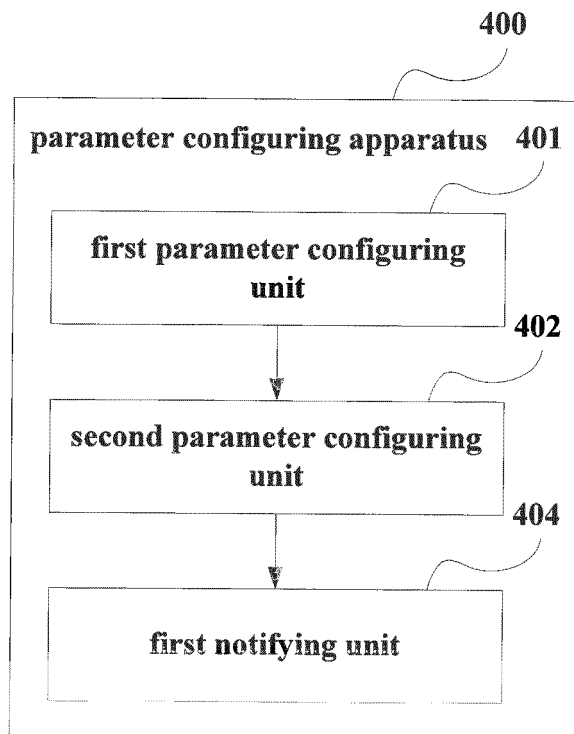 400
parameter configuring apparatus
401
first parameter configuring
unit
402
second parameter configuring
unit
404
first notifying unit